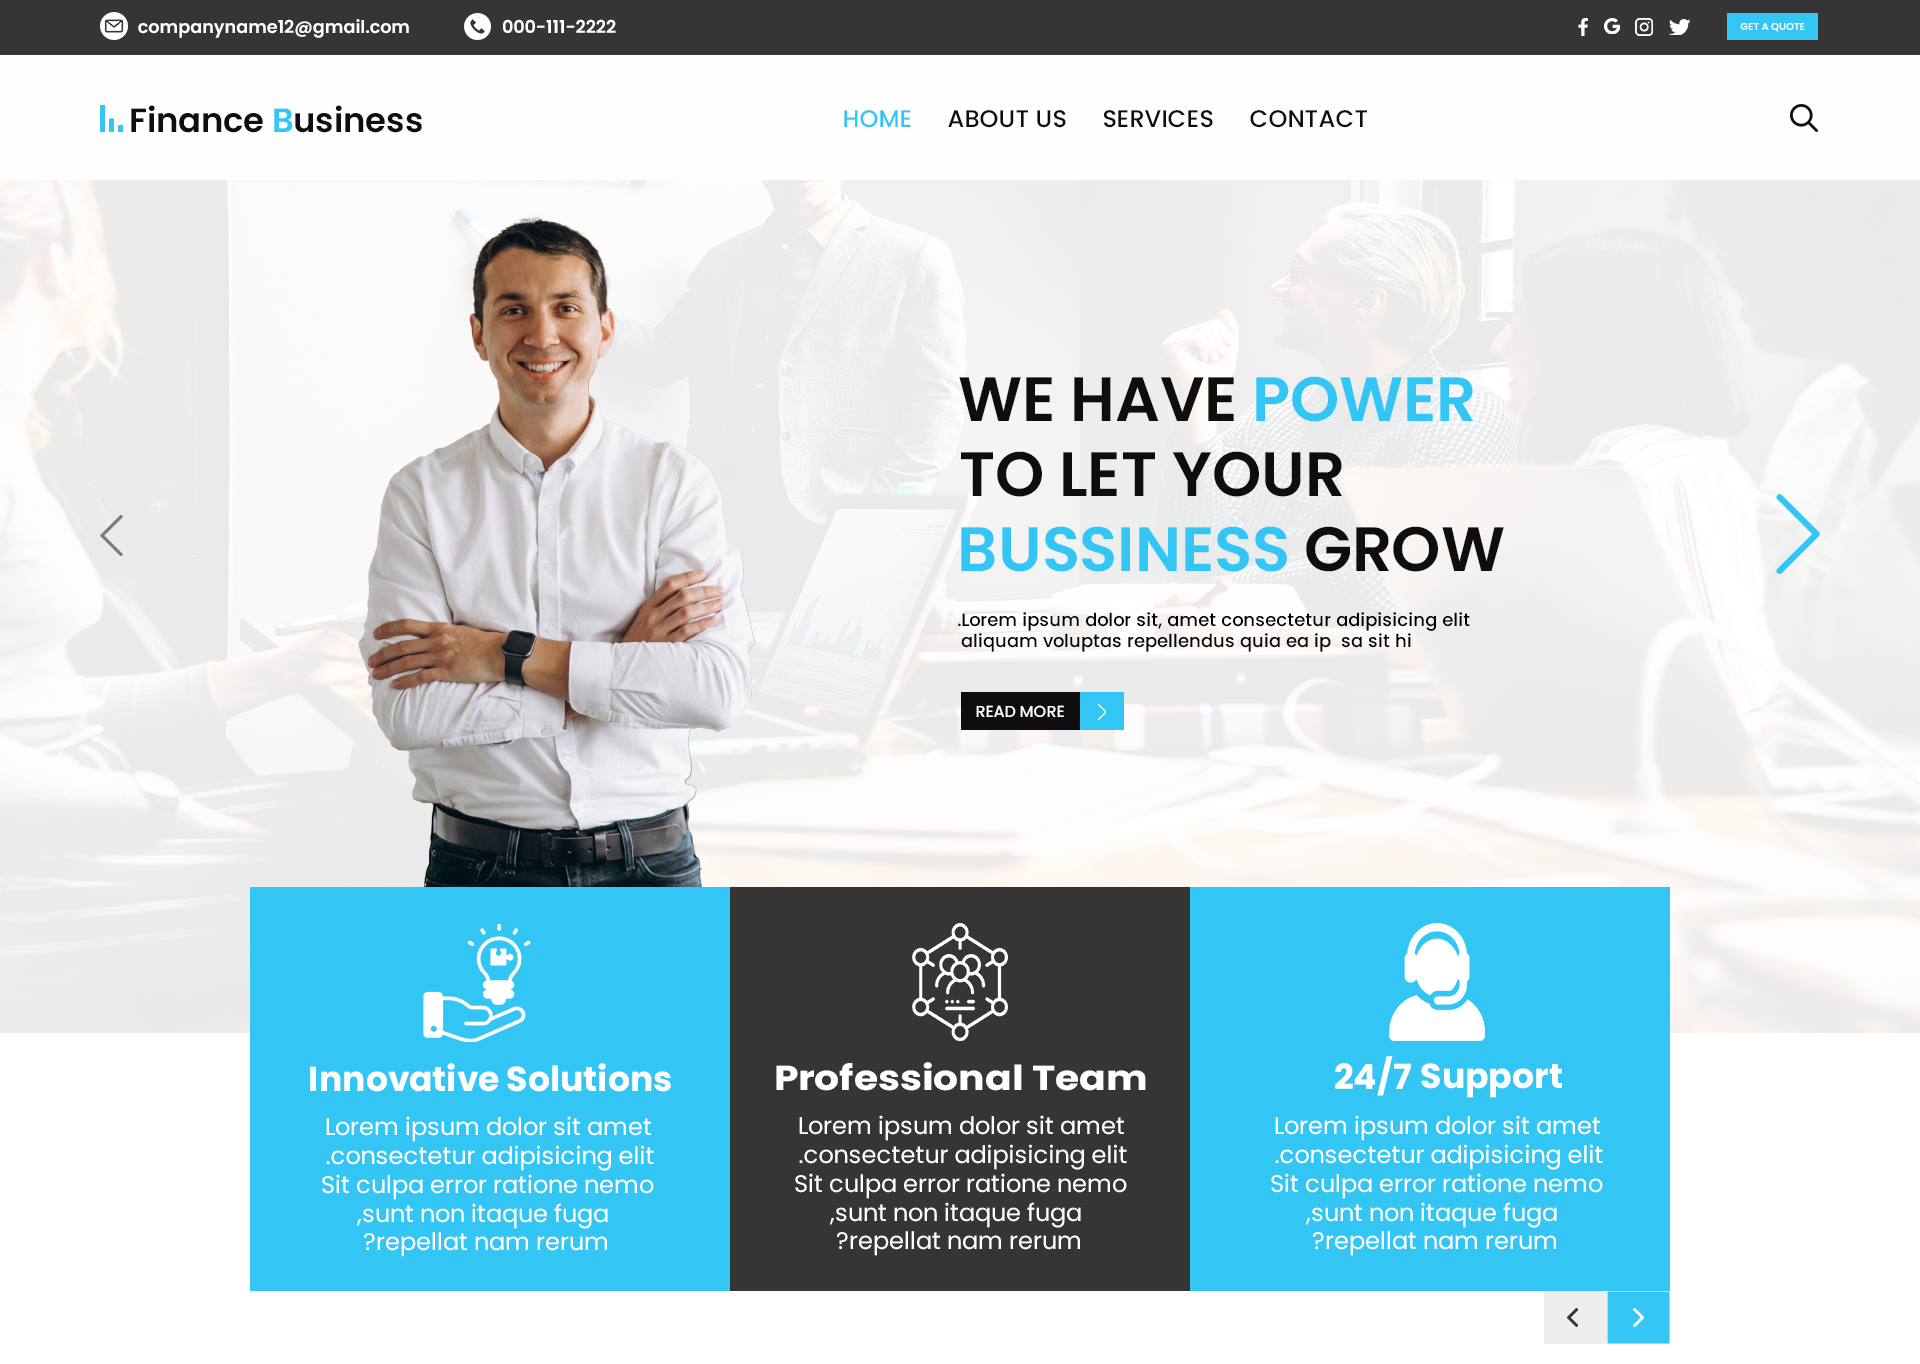 companyname12@gmail.com
000-111-2222
GET A QUOTE
Finance Business
HOME
ABOUT US
SERVICES
CONTACT
WE HAVE POWER
TO LET YOUR
BUSSINESS GROW
.Lorem ipsum dolor sit, amet consectetur adipisicing elit
aliquam voluptas repellendus quia ea ip  sa sit hi
READ MORE
Innovative Solutions
Lorem ipsum dolor sit amet
.consectetur adipisicing elit
Sit culpa error ratione nemo
,sunt non itaque fuga
?repellat nam rerum
Professional Team
Lorem ipsum dolor sit amet
.consectetur adipisicing elit
Sit culpa error ratione nemo
,sunt non itaque fuga
?repellat nam rerum
24/7 Support
Lorem ipsum dolor sit amet
.consectetur adipisicing elit
Sit culpa error ratione nemo
,sunt non itaque fuga
?repellat nam rerum